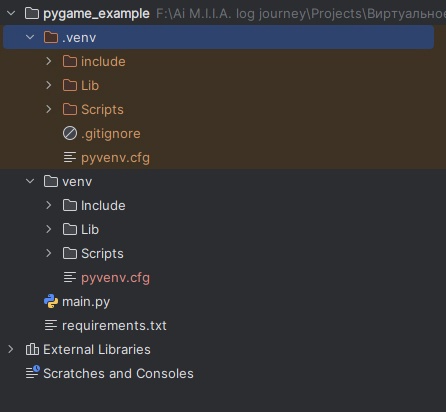 pygame_example F:\Ai M.I.I.A. log journey\Projects\Виртуальное
.venv
include
Lib
Scripts
.gitignore
pyvenv.cfg
venv
Include
Lib
Scripts
pyvenv.cfg
main.py
requirements.txt
External Libraries
Scratches and Consoles